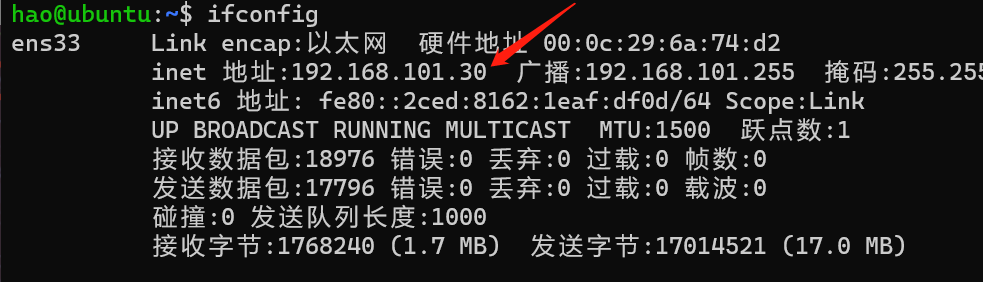 hao@ubuntu:~$ ifconfig
ens33 Link encap:以太网 硬件地址 00:0c:29:6a:74:d2
inet 地址:192.168.101.30 广播:192.168.101.255 掩码:255.255
inet6 地址: fe80::2ced:8162:1eaf:df0d/64 Scope:Link
UP BROADCAST RUNNING MULTICAST MTU:1500 跃点数:1
接收数据包:18976 错误:0 丢弃:0 过载:0 帧数:0
发送数据包:17796 错误:0 丢弃:0 过载:0 载波:0
碰撞:0 发送队列长度:1000
接收字节:1768240 (1.7 MB) 发送字节:17014521 (17.0 MB)